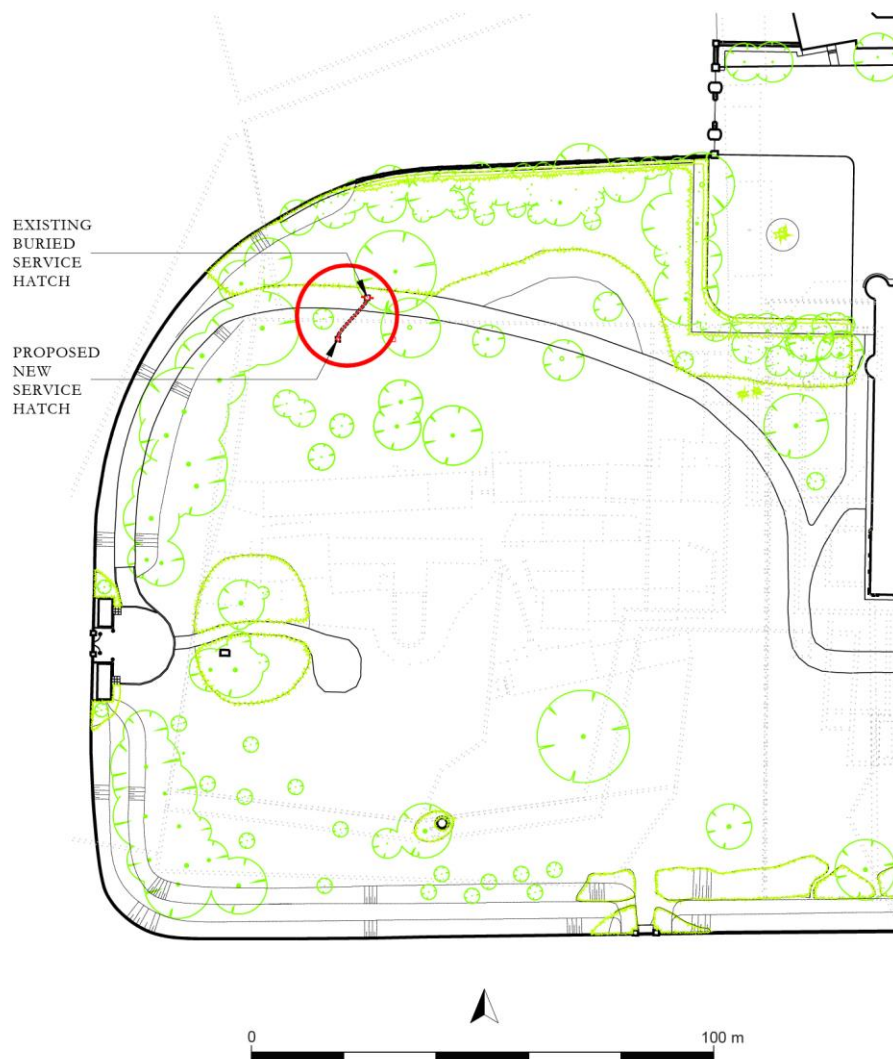 EXISTING
BURIED
SERVICE
HATCH
PROPOSED
NEW
SERVICE
HATCH
0
100 m